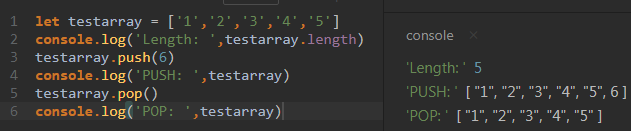 1 let testarray = ['1','2','3','4','5']
2 console.log('Length: ',testarray.length)
3 testarray.push(6)
4 console.log('PUSH: ',testarray)
5 testarray.pop()
6 console.log('POP: ',testarray)
console ×
'Length: ' 5
'PUSH: ' [ "1", "2", "3", "4", "5", 6 ]
'POP: ' [ "1", "2", "3", "4", "5" ]